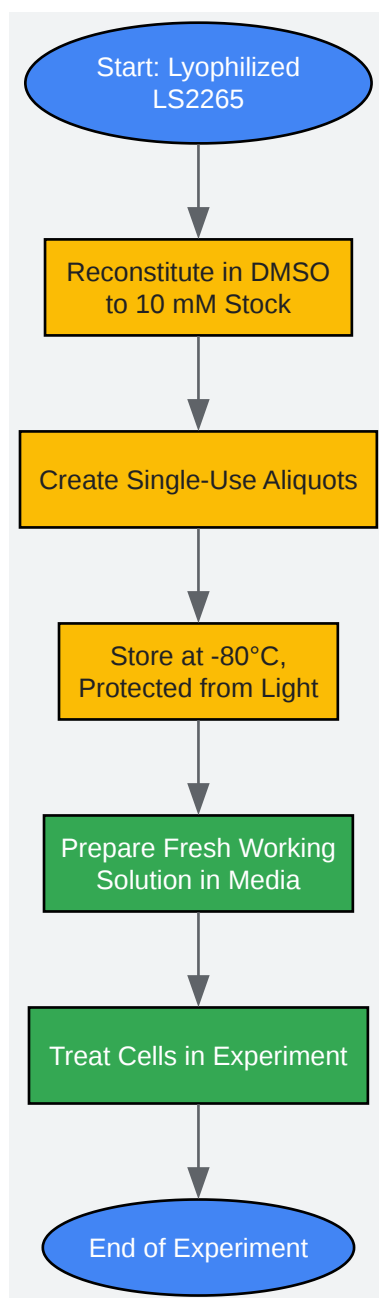 Start: Lyophilized
LS2265
Reconstitute in DMSO
to 10 mM Stock
Create Single-Use Aliquots
Store at -80°C,
Protected from Light
Prepare Fresh Working
Solution in Media
Treat Cells in Experiment
End of Experiment